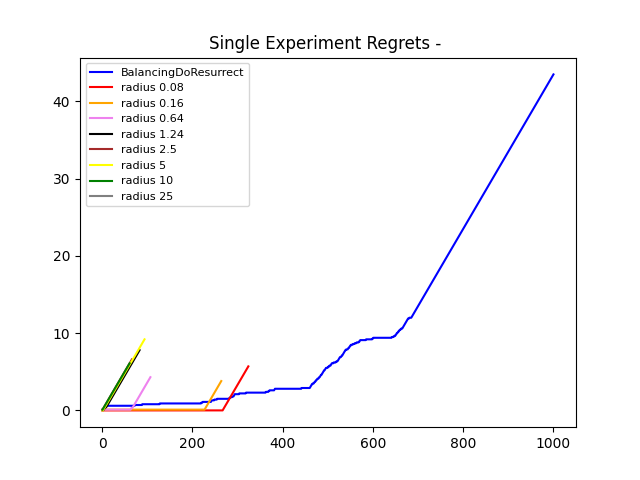 Single Experiment Regrets -
BalancingDoResurrect
radius 0.08
radius 0.16
radius 0.64
radius 1.24
radius 2.5
radius 5
radius 10
radius 25
40
30
20
10
0
0 200 400 600 800 1000